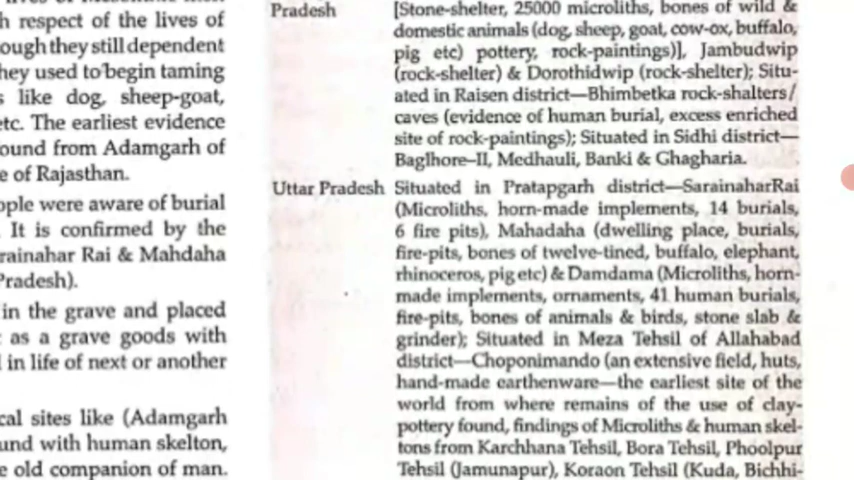 h respect of the lives of
ough they still dependent
hey used to begin taming
s like dog, sheep-goat,
etc. The earliest evidence
ound from Adamgarh of
e of Rajasthan.
ople were aware of burial
. It is confirmed by the
rainahar Rai & Mahdaha
Pradesh).
in the grave and placed
as a grave goods with
in life of next or another
cal sites like (Adamgarh
und with human skelton,
e old companion of man.
Pradesh
[Stone-shelter, 25000 microliths, bones of wild &
domestic animals (dog, sheep, goat, cow-ox, buffalo,
pig etc) pottery, rock-paintings)], Jambudwip
(rock-shelter) & Dorothidwip (rock-shelter); Situ-
ated in Raisen district—Bhimbetka rock-shalters/
caves (evidence of human burial, excess enriched
site of rock-paintings); Situated in Sidhi district—
Baglhore–II, Medhauli, Banki & Ghagharia.
Uttar Pradesh Situated in Pratapgarh district—SarainaharRai
(Microliths, horn-made implements, 14 burials,
6 fire pits), Mahadaha (dwelling place, burials,
fire-pits, bones of twelve-tined, buffalo, elephant,
rhinoceros, pig etc) & Damdama (Microliths, horn-
made implements, ornaments, 41 human burials,
fire-pits, bones of animals & birds, stone slab &
grinder); Situated in Meza Tehsil of Allahabad
district—Choponimando (an extensive field, huts,
hand-made earthenware—the earliest site of the
world from where remains of the use of clay-
pottery found, findings of Microliths & human skel-
tons from Karchhana Tehsil, Bora Tehsil, Phoolpur
Tehsil (Jamunapur), Koraon Tehsil (Kuda, Bichhi-